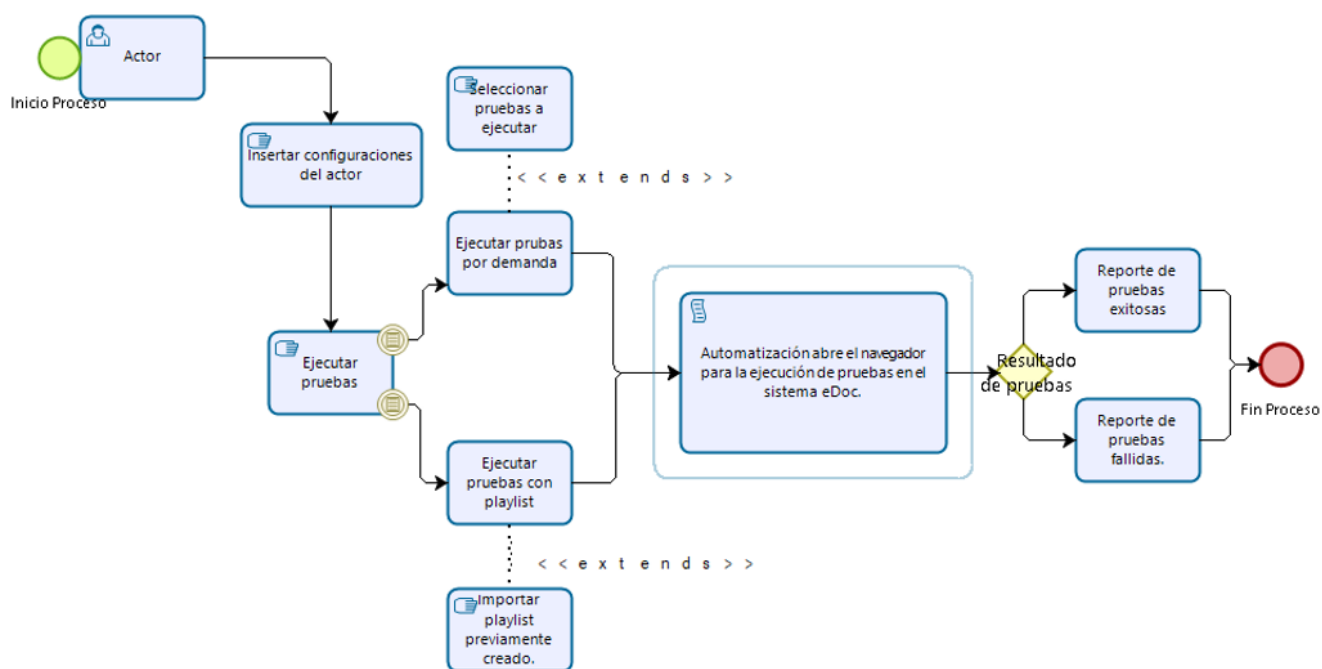 Actor
Inicio Proceso
Seleccionar
pruebas a
ejecutar
Insertar configuraciones
del actor
<<extends>>
Ejecutar prubas
por demanda
Ejecutar
pruebas
Automatización abre el navegador
para la ejecución de pruebas en el
sistema eDoc.
Resultado
de pruebas
Reporte de
pruebas
exitosas
Fin Proceso
Reporte de
pruebas
fallidas.
Ejecutar
pruebas con
playlist
<<extends>>
Importar
playlist
previamente
creado.